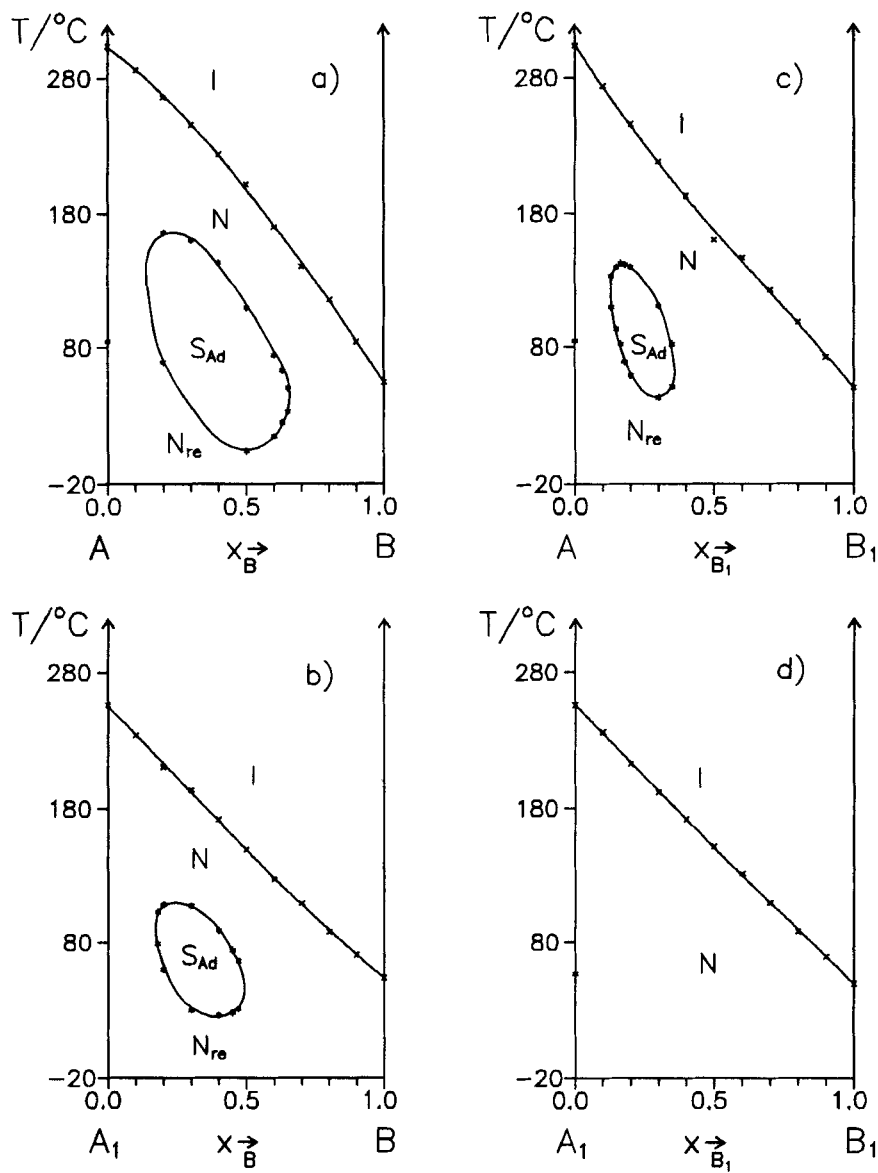 T/°C
280
180
80
-20
I
a)
N
S_Ad
N_re
0.0 0.5 1.0
A x_B→ B
T/°C
280
180
80
-20
I
c)
N
S_Ad
N_re
0.0 0.5 1.0
A x_B₁→ B₁
T/°C
280
180
80
-20
b)
I
N
S_Ad
N_re
0.0 0.5 1.0
A₁ x_B→ B
T/°C
280
180
80
-20
d)
I
N
0.0 0.5 1.0
A₁ x_B₁→ B₁